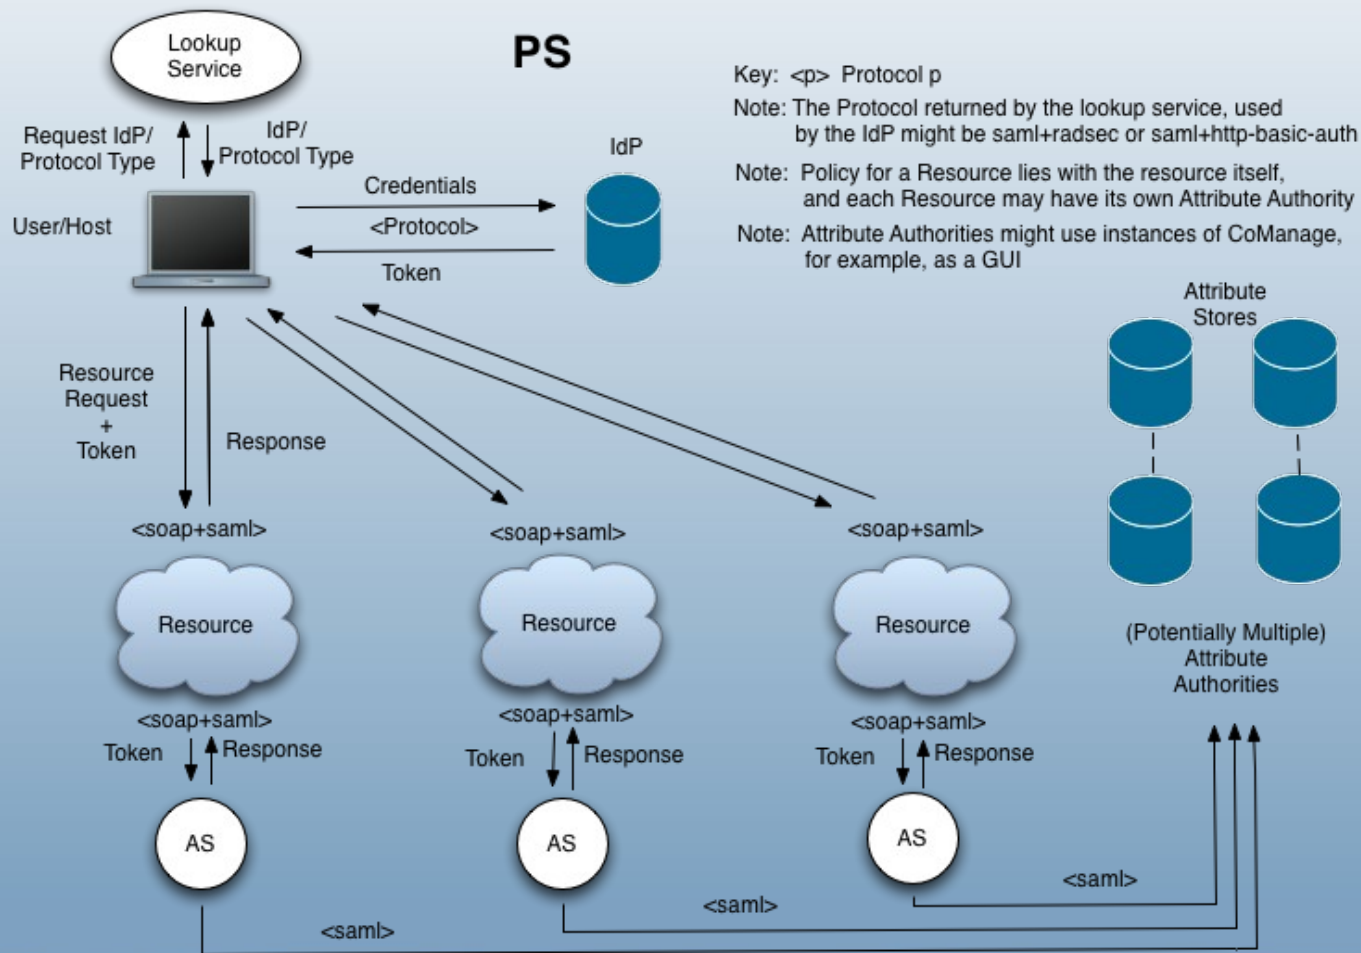 PS
Lookup
Service
Request IdP/
Protocol Type
IdP/
Protocol Type
User/Host
Credentials
<Protocol>
Token
IdP
Key: <p> Protocol p
Note: The Protocol returned by the lookup service, used
by the IdP might be saml+radsec or saml+http-basic-auth
Note: Policy for a Resource lies with the resource itself,
and each Resource may have its own Attribute Authority
Note: Attribute Authorities might use instances of CoManage,
for example, as a GUI
Attribute
Stores
Resource
Request
+
Token
Response
<soap+saml>
<soap+saml>
<soap+saml>
Resource
Resource
Resource
(Potentially Multiple)
Attribute
Authorities
<soap+saml>
<soap+saml>
<soap+saml>
Token
Response
Token
Response
Token
Response
AS
AS
AS
<saml>
<saml>
<saml>